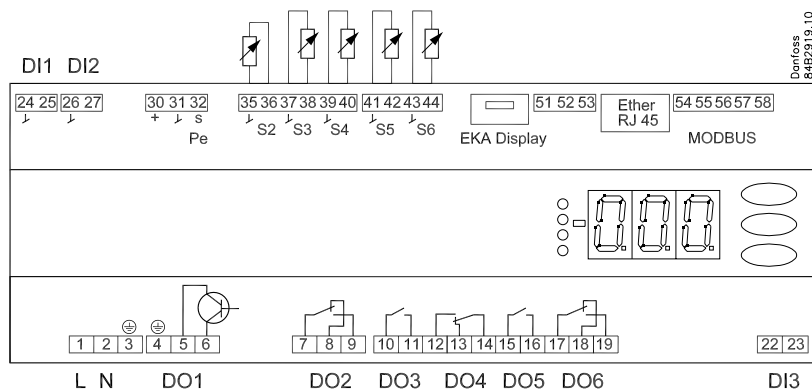 Danfoss
84B2919.10
DI1 DI2
24 25 26 27 30 31 32 35 36 37 38 39 40 41 42 43 44 51 52 53 Ether RJ 45 54 55 56 57 58
+ s S2 S3 S4 S5 S6
Pe EKA Display MODBUS
0.0.0.
1 2 3 4 5 6 7 8 9 10 11 12 13 14 15 16 17 18 19 22 23
L N DO1 DO2 DO3 DO4 DO5 DO6 DI3